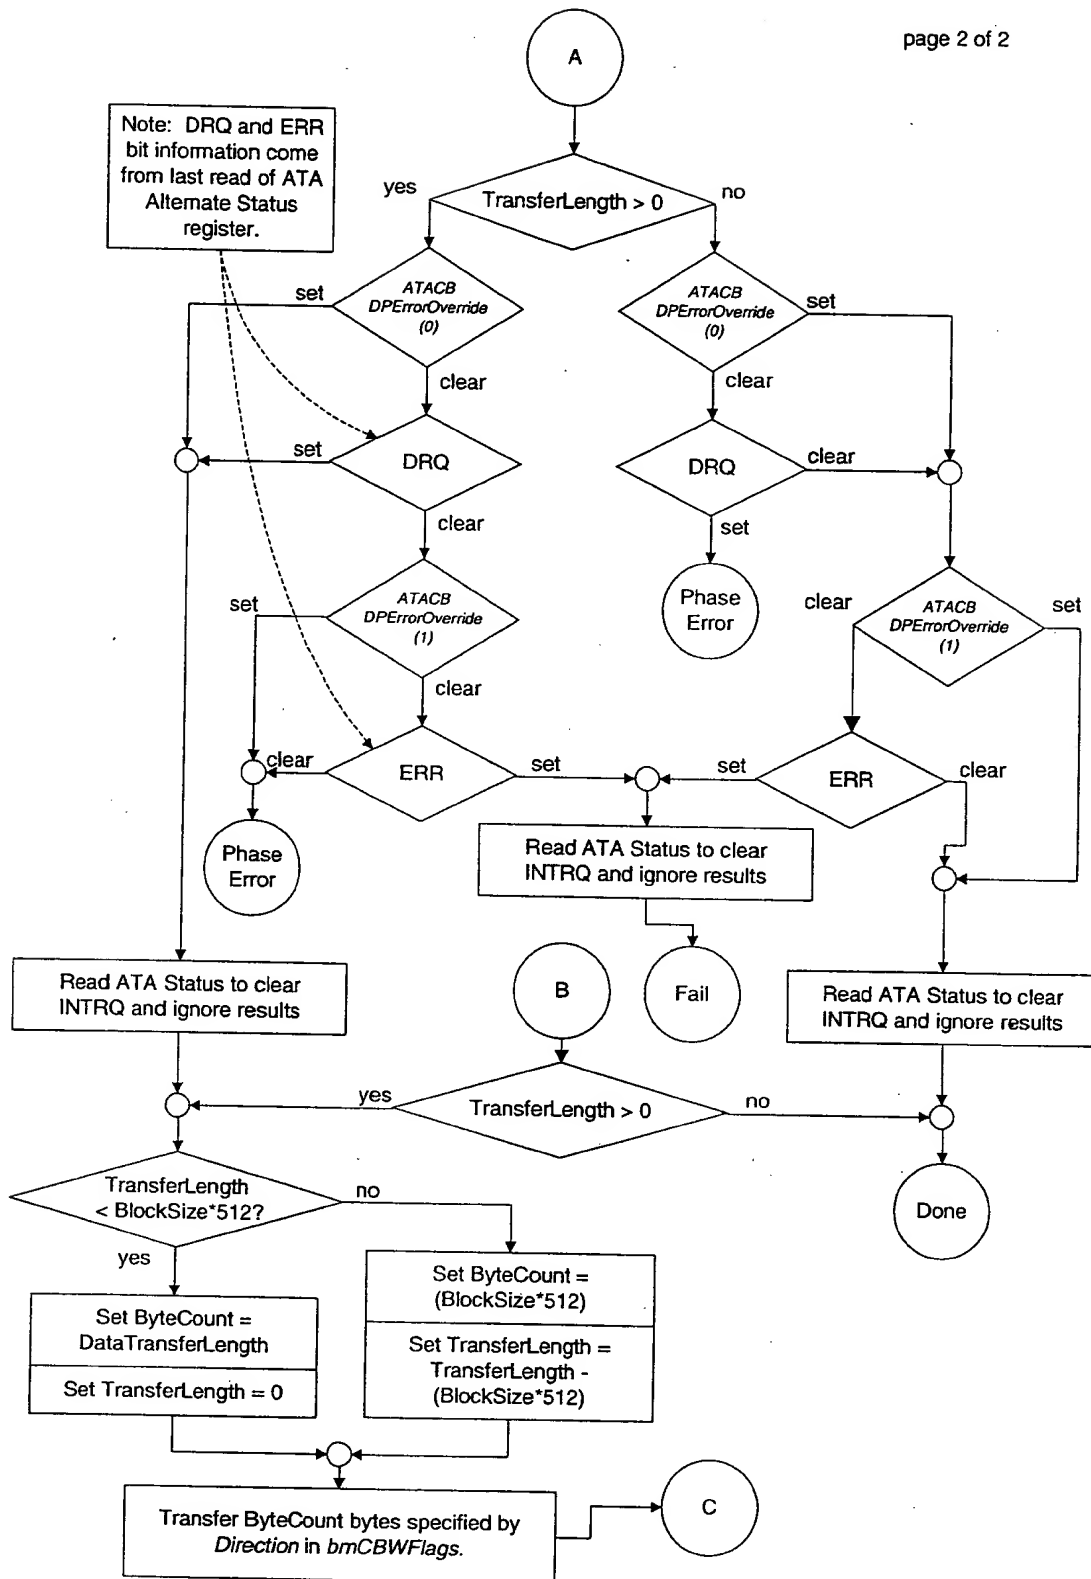 page 2 of 2
A
Note: DRQ and ERR
bit information come
from last read of ATA
Alternate Status
register.
yes
TransferLength > 0
no
set
ATACB
DPErrorOverride
(0)
clear
ATACB
DPErrorOverride
(0)
set
clear
set
DRQ
clear
DRQ
clear
set
Phase
Error
set
ATACB
DPErrorOverride
(1)
clear
clear
ATACB
DPErrorOverride
(1)
set
clear
ERR
set
set
ERR
clear
Phase
Error
Read ATA Status to clear
INTRQ and ignore results
Read ATA Status to clear
INTRQ and ignore results
B
Fail
Read ATA Status to clear
INTRQ and ignore results
yes
TransferLength > 0
no
Done
TransferLength
< BlockSize*512?
no
yes
Set ByteCount =
DataTransferLength
Set TransferLength = 0
Set ByteCount =
(BlockSize*512)
Set TransferLength =
TransferLength -
(BlockSize*512)
Transfer ByteCount bytes specified by
Direction in bmCBWFlags.
C